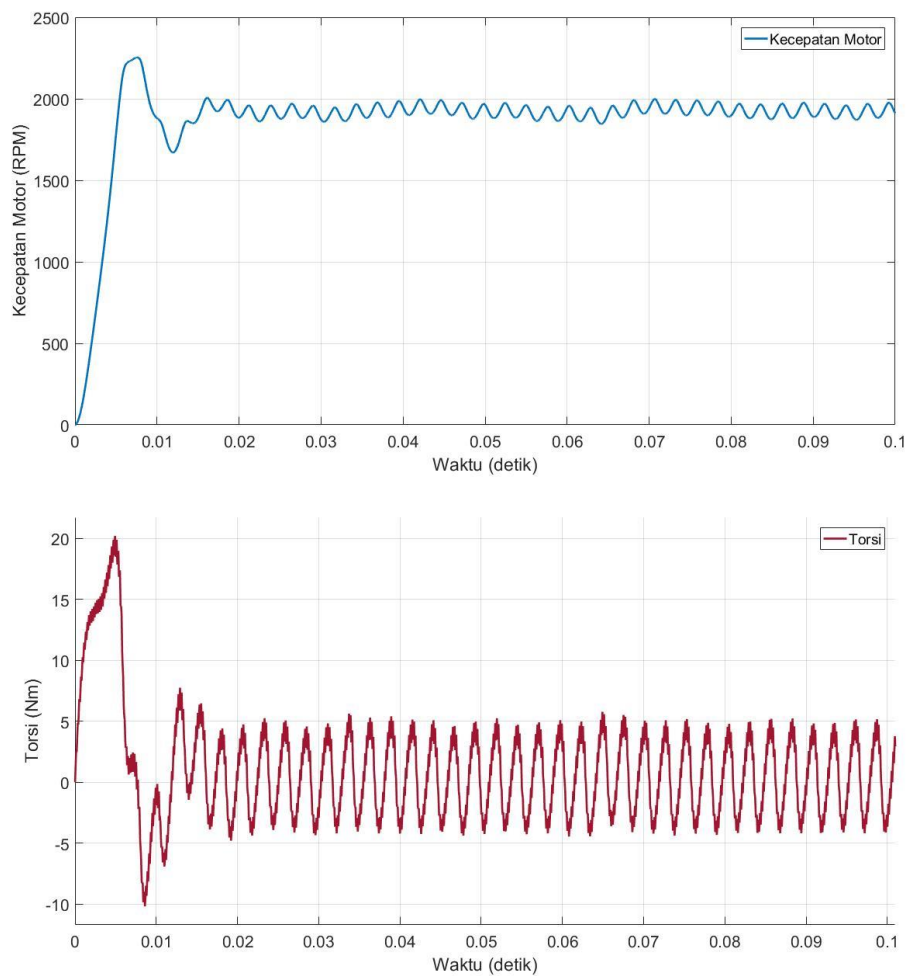 2500
Kecepatan Motor
2000
1500
1000
500
0
Kecepatan Motor (RPM)
0 0.01 0.02 0.03 0.04 0.05 0.06 0.07 0.08 0.09 0.1
Waktu (detik)
20
Torsi
15
10
5
0
-5
-10
Torsi (Nm)
0 0.01 0.02 0.03 0.04 0.05 0.06 0.07 0.08 0.09 0.1
Waktu (detik)